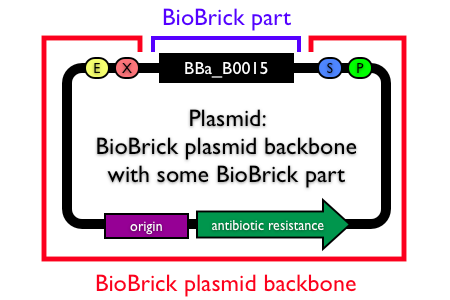 BioBrick part
E X BBa_B0015 S P
Plasmid:
BioBrick plasmid backbone
with some BioBrick part
origin antibiotic resistance
BioBrick plasmid backbone